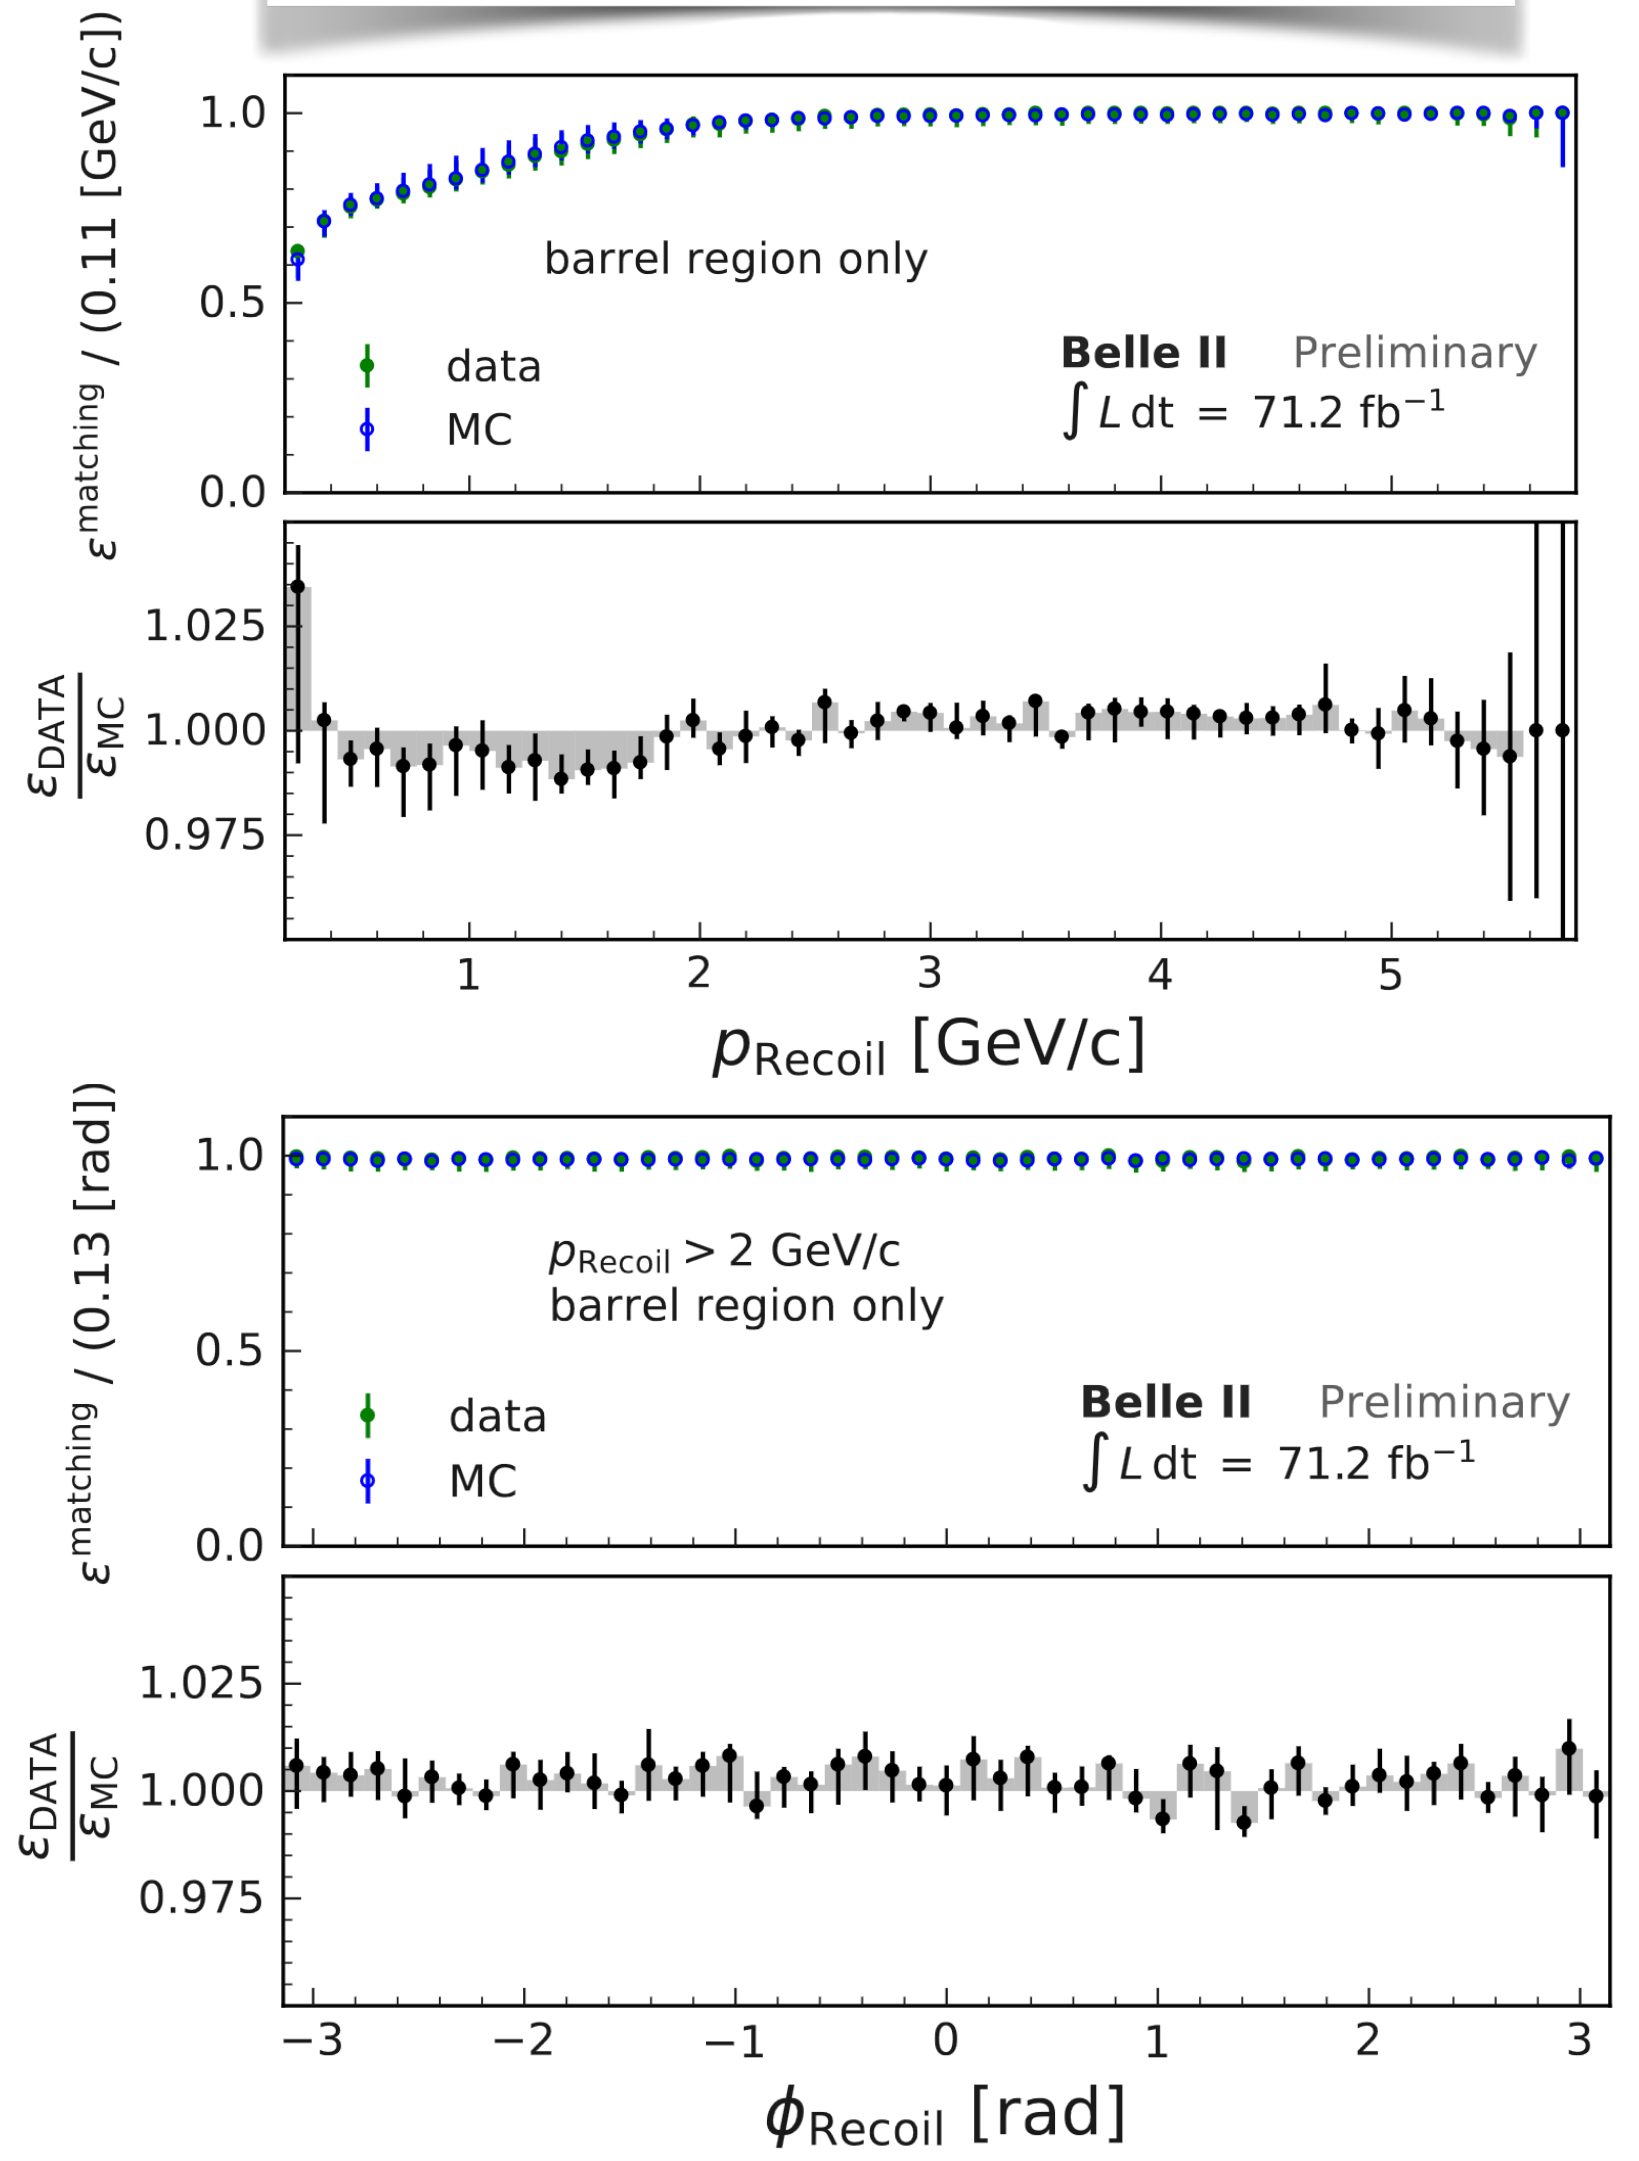 ε^matching / (0.11 [GeV/c])
1.0
0.5
0.0
barrel region only
data
MC
Belle II Preliminary
∫ L dt = 71.2 fb⁻¹
ε_DATA
ε_MC
1.025
1.000
0.975
1 2 3 4 5
p_Recoil [GeV/c]
ε^matching / (0.13 [rad])
1.0
0.5
0.0
p_Recoil > 2 GeV/c
barrel region only
data
MC
Belle II Preliminary
∫ L dt = 71.2 fb⁻¹
ε_DATA
ε_MC
1.025
1.000
0.975
−3 −2 −1 0 1 2 3
ϕ_Recoil [rad]